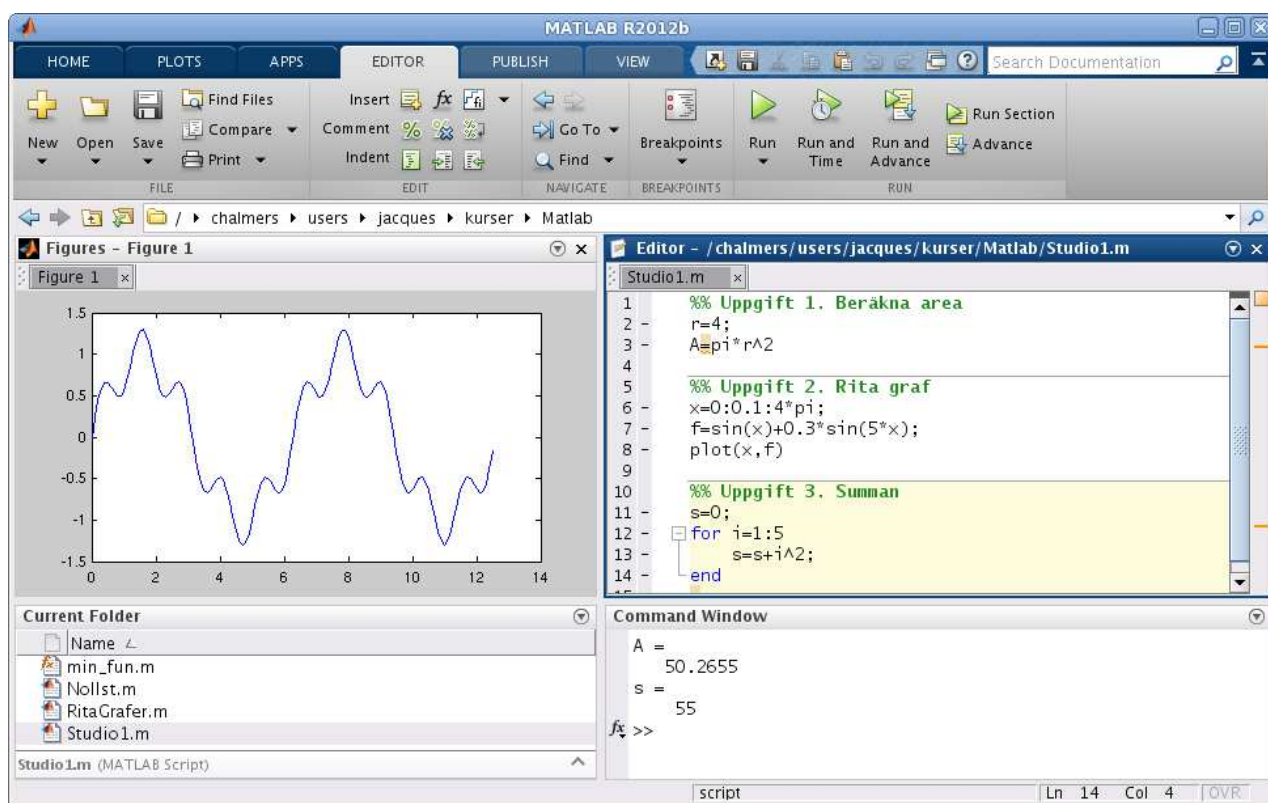 MATLAB R2012b
HOME PLOTS APPS EDITOR PUBLISH VIEW Search Documentation
New Open Save Find Files Compare Print
FILE
Insert fx
Comment %
Indent
EDIT
Go To
Find
NAVIGATE
Breakpoints
BREAKPOINTS
Run Run and Time Run and Advance Run Section Advance
RUN
/ chalmers users jacques kurser Matlab
Figures - Figure 1
Figure 1
1.5
1
0.5
0
-0.5
-1
-1.5
0 2 4 6 8 10 12 14
Editor - /chalmers/users/jacques/kurser/Matlab/Studio1.m
Studio1.m
1 %% Uppgift 1. Beräkna area
2 - r=4;
3 - A=pi*r^2
4
5 %% Uppgift 2. Rita graf
6 - x=0:0.1:4*pi;
7 - f=sin(x)+0.3*sin(5*x);
8 - plot(x,f)
9
10 %% Uppgift 3. Summan
11 - s=0;
12 - for i=1:5
13 - s=s+i^2;
14 - end
Current Folder
Name
min_fun.m
Nollst.m
RitaGrafer.m
Studio1.m
Studio1.m (MATLAB Script)
Command Window
A =
50.2655
s =
55
fx >>
script Ln 14 Col 4 OVR